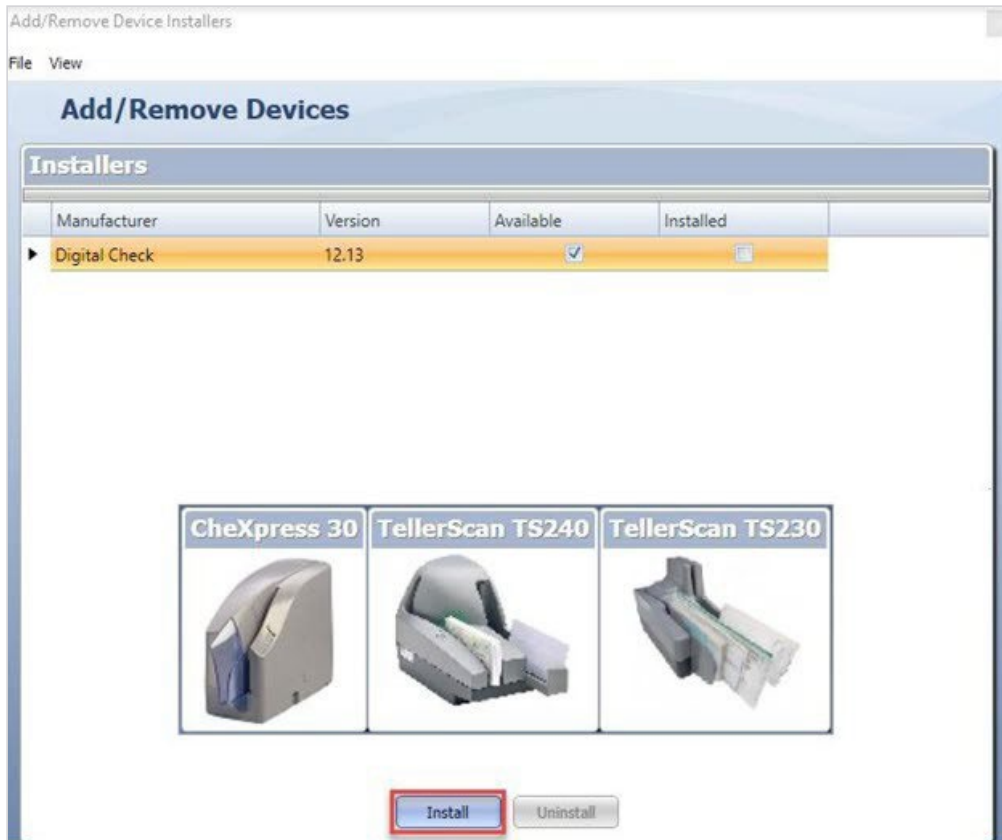 Add/Remove Device Installers
File View
Add/Remove Devices
Installers
Manufacturer Version Available Installed
Digital Check 12.13
CheXpress 30 TellerScan TS240 TellerScan TS230
Install Uninstall